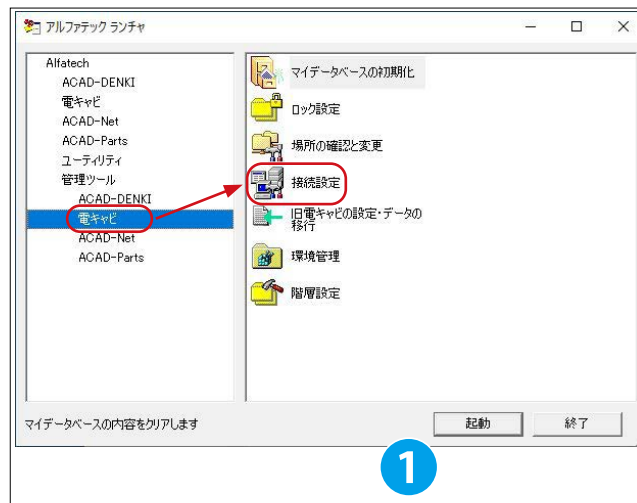 アルファテック ランチャ
Alfatech
ACAD-DENKI
電キャビ
ACAD-Net
ACAD-Parts
ユーティリティ
管理ツール
ACAD-DENKI
電キャビ
ACAD-Net
ACAD-Parts
マイデータベースの初期化
ロック設定
場所の確認と変更
接続設定
旧電キャビの設定・データの
移行
環境管理
階層設定
マイデータベースの内容をクリアします
起動
終了
1